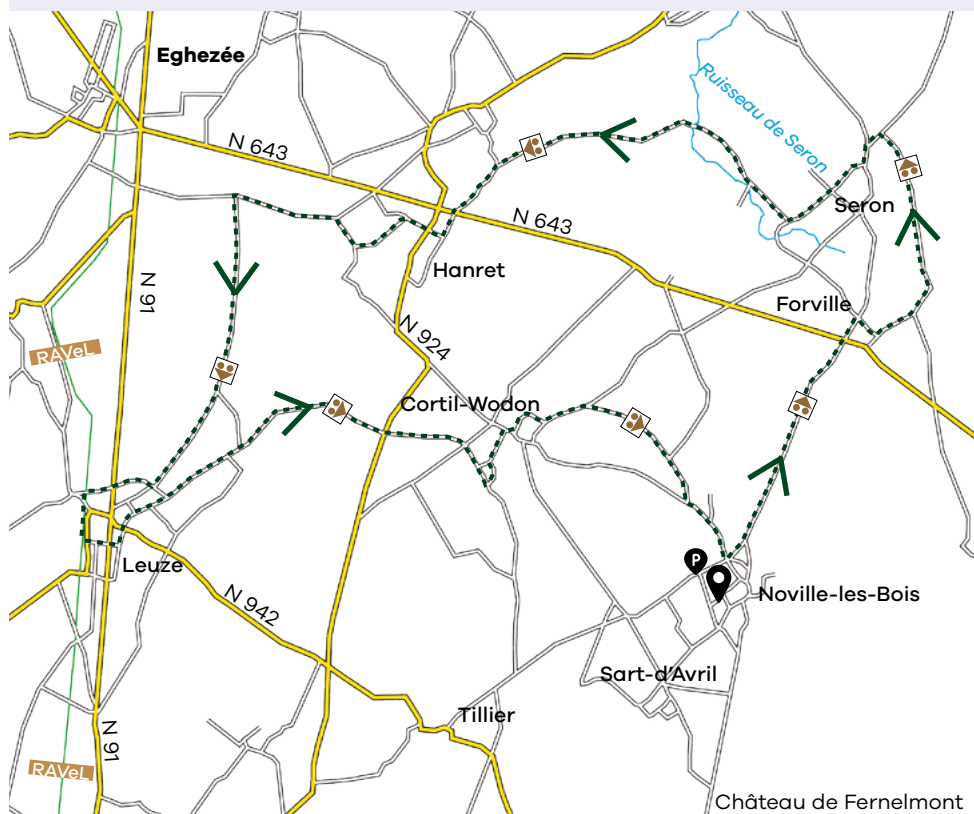 Eghezée
Ruisseau de Seron
N 643
Seron
N 643
Hanret
N 91
Forville
N 924
RAVeL
Cortil-Wodon
Leuze
P
Noville-les-Bois
N 942
Sart-d'Avril
Tillier
N 91
RAVeL
Château de Fernelmont